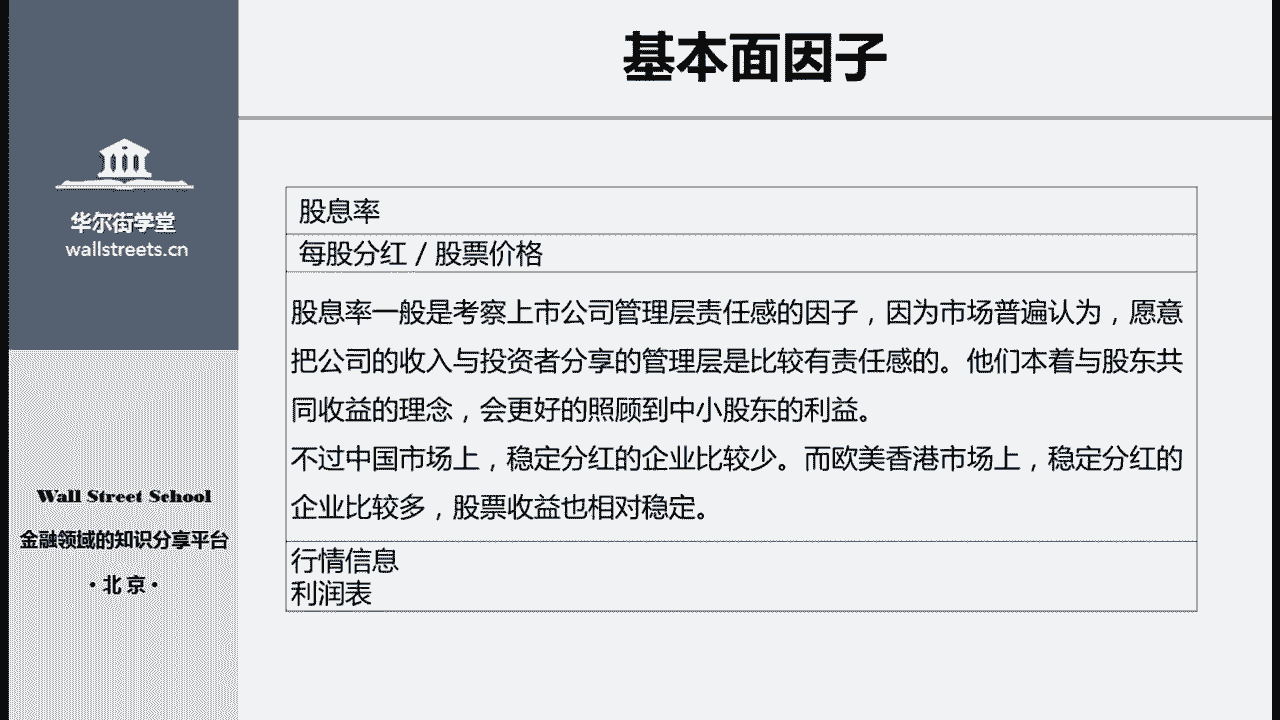 基本面因子
华尔街学堂
wallstreets.cn
Wall Street School
金融领域的知识分享平台
·北京·
股息率
每股分红 / 股票价格
股息率一般是考察上市公司管理层责任感的因子，因为市场普遍认为，愿意
把公司的收入与投资者分享的管理层是比较有责任感的。他们本着与股东共
同收益的理念，会更好的照顾到中小股东的利益。
不过中国市场上，稳定分红的企业比较少。而欧美香港市场上，稳定分红的
企业比较多，股票收益也相对稳定。
行情信息
利润表